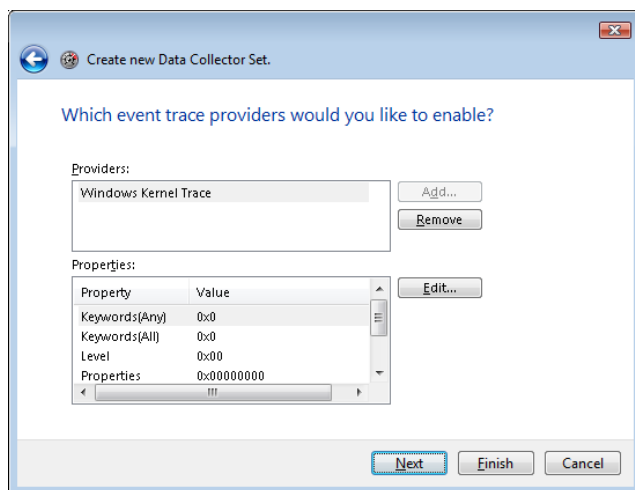 Create new Data Collector Set.
Which event trace providers would you like to enable?
Providers:
Windows Kernel Trace
Add...
Remove
Properties:
Property Value
Edit...
Keywords(Any) 0x0
Keywords(All) 0x0
Level 0x00
Properties 0x00000000
Next Finish Cancel